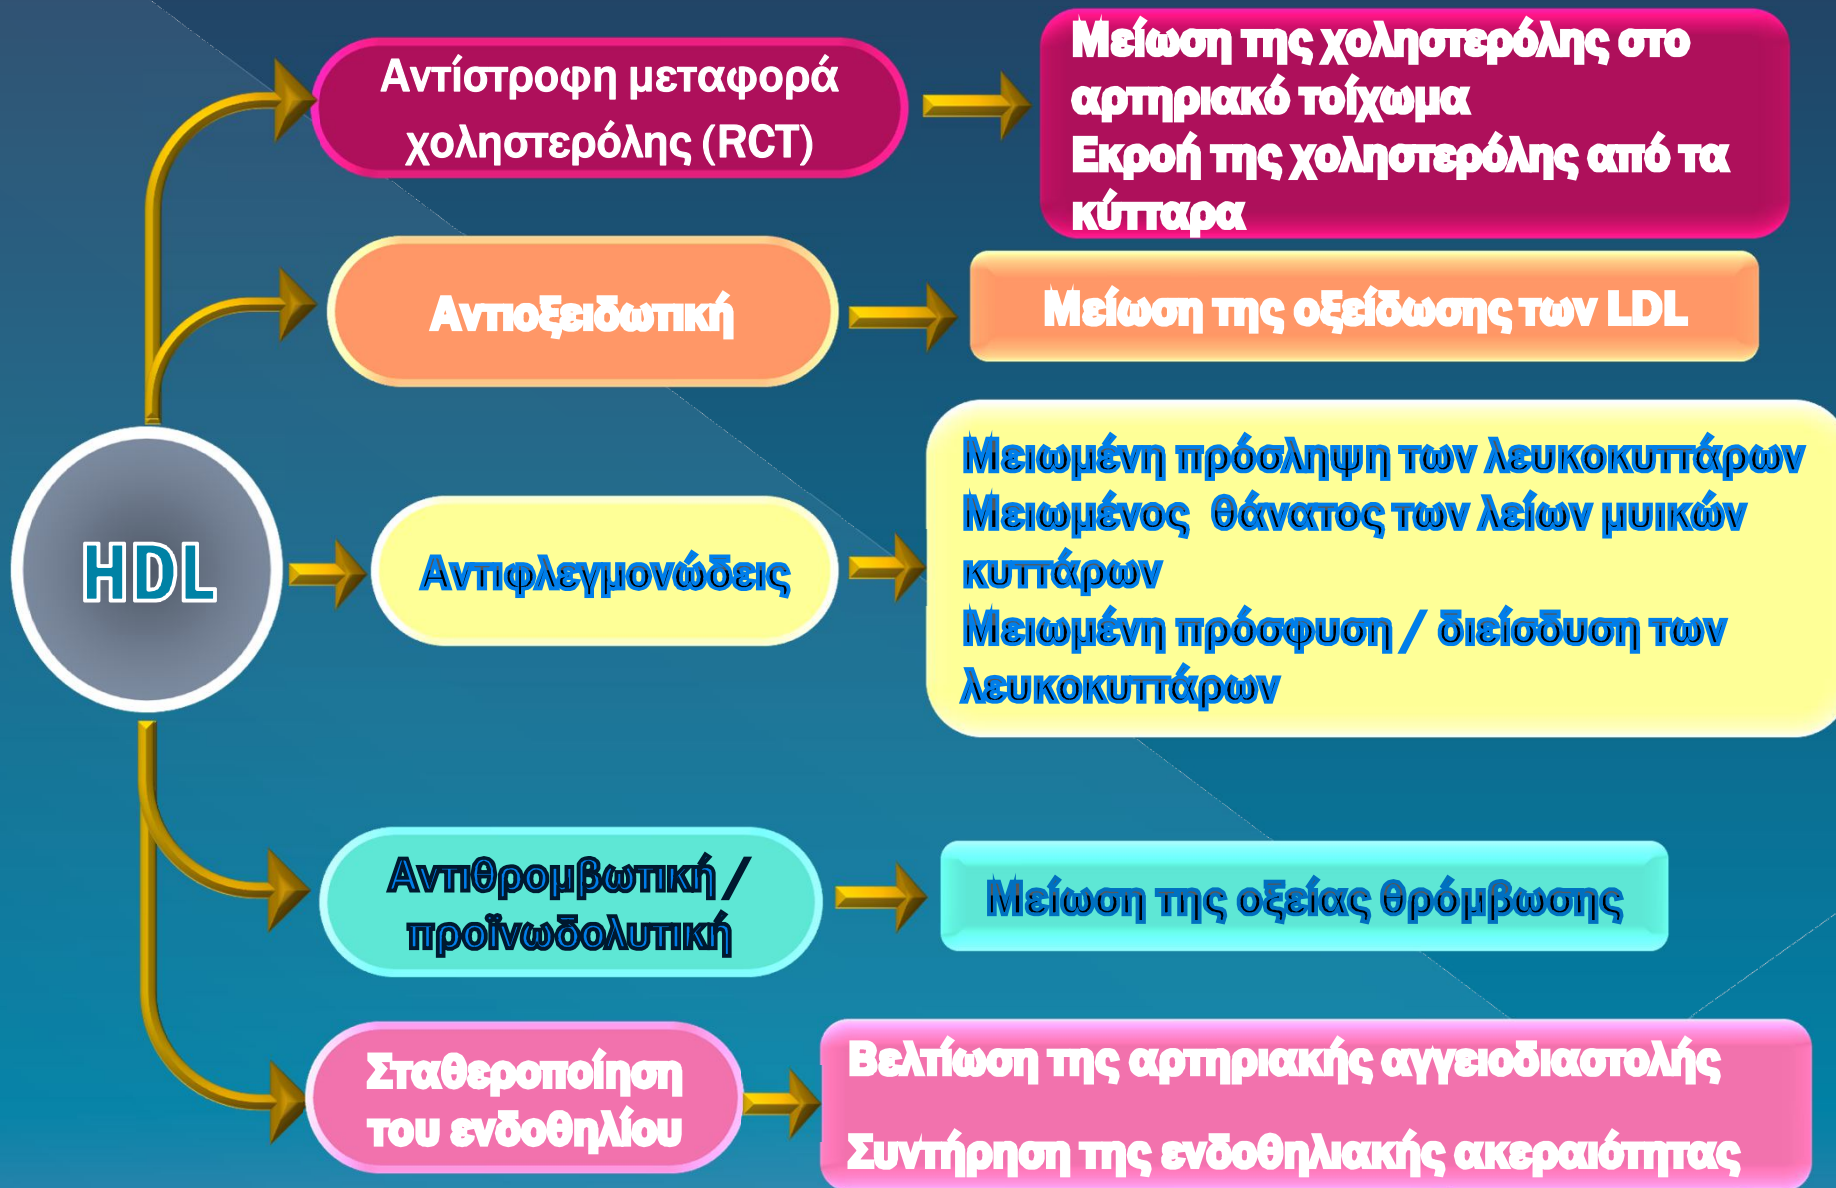 Αντίστροφη μεταφορά
χοληστερόλης (RCT)
Μείωση της χοληστερόλης στο
αρτηριακό τοίχωμα
Εκροή της χοληστερόλης από τα
κύτταρα
Αντιοξειδωτική
Μείωση της οξείδωσης των LDL
HDL
Αντιφλεγμονώδεις
Μειωμένη πρόσληψη των λευκοκυττάρων
Μειωμένος θάνατος των λείων μυικών
κυττάρων
Μειωμένη πρόσφυση / διείσδυση των
λευκοκυττάρων
Αντιθρομβωτική /
προϊνωδολυτική
Μείωση της οξείας θρόμβωσης
Σταθεροποίηση
του ενδοθηλίου
Βελτίωση της αρτηριακής αγγειοδιαστολής
Συντήρηση της ενδοθηλιακής ακεραιότητας